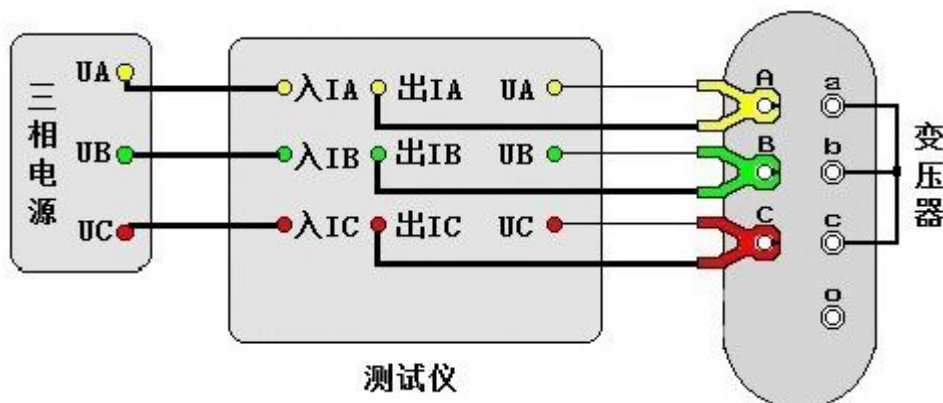 三相电源
UA
UB
UC
入IA 出IA UA
入IB 出IB UB
入IC 出IC UC
测试仪
A a
B b
C c
o
变压器